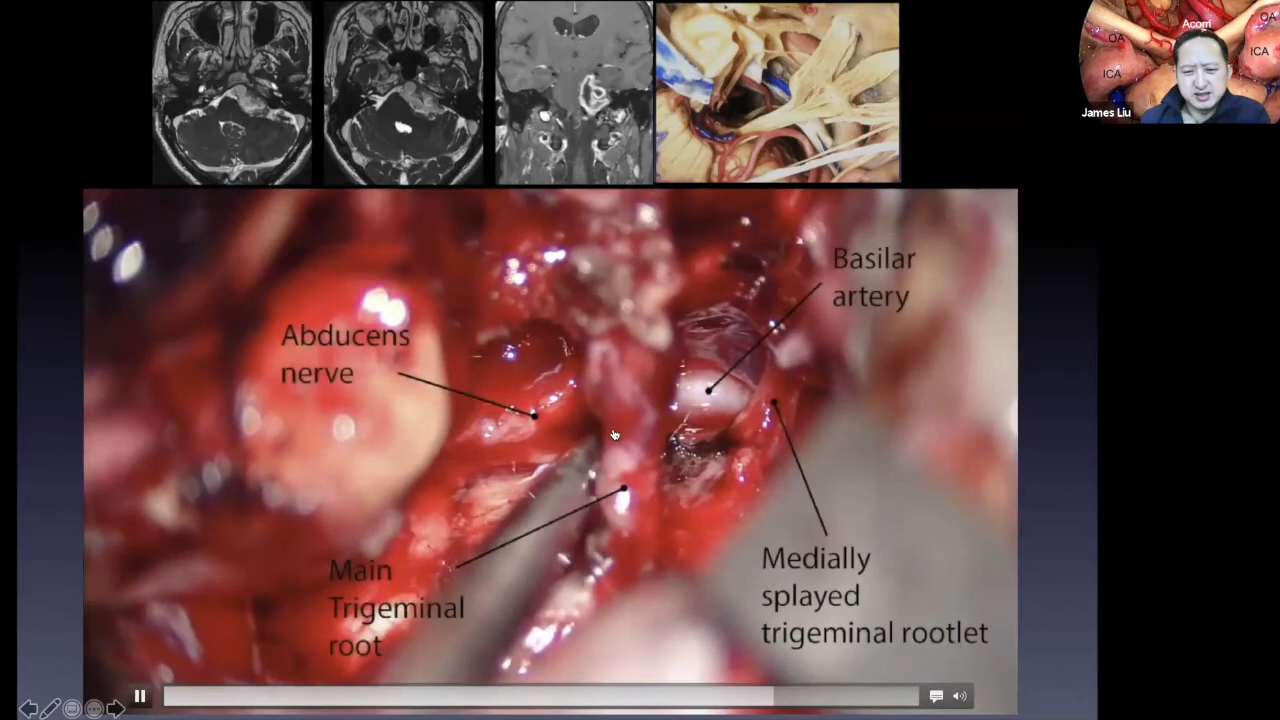 Acom
OA
OA
ICA
ICA
James Liu
Basilar
artery
Abducens
nerve
Main
Trigeminal
root
Medially
splayed
trigeminal rootlet